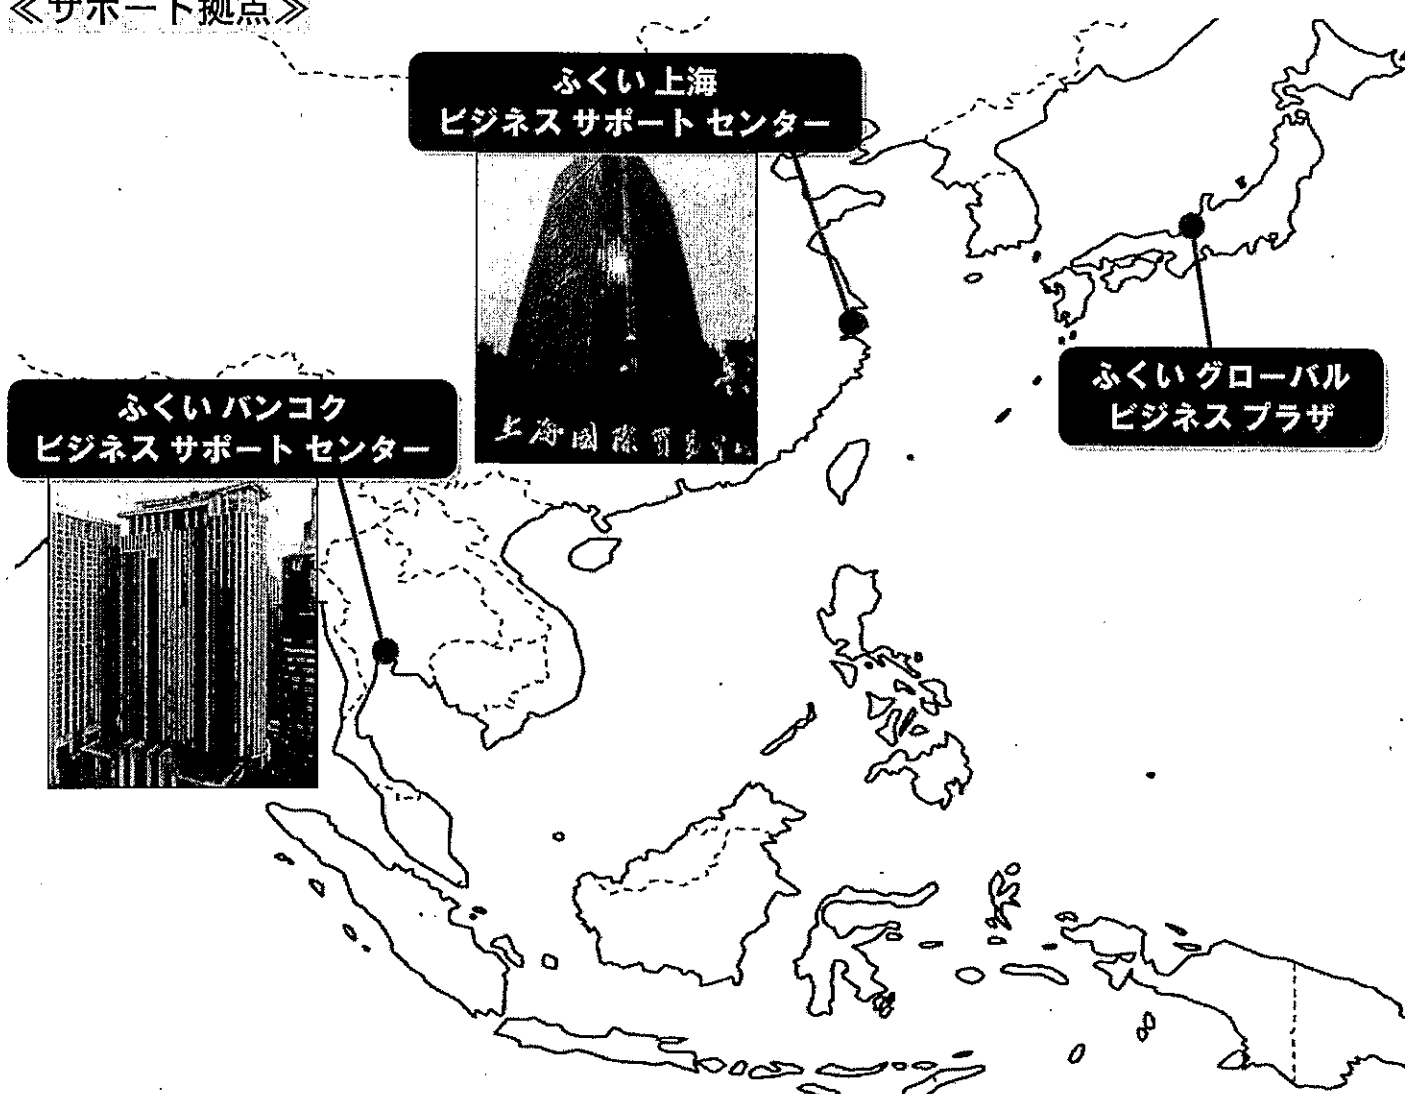 ≪サポート拠点≫
ふくい 上海
ビジネス サポート センター
上海国際貿易中心
ふくい グローバル
ビジネス プラザ
ふくい バンコク
ビジネス サポート センター